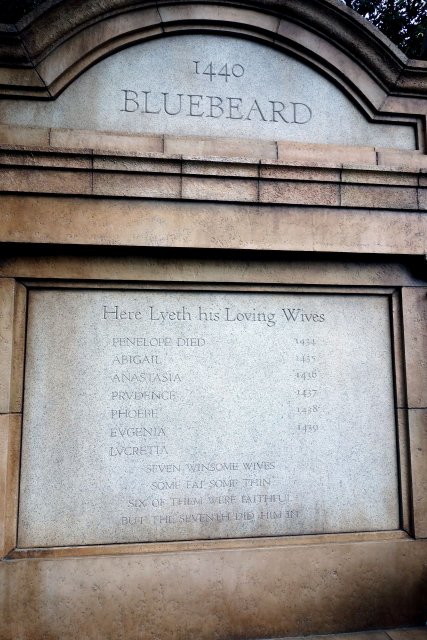 1440
BLUEBEARD
Here Lyeth his Loving Wives
PENELOPE DIED 1434
ABIGAIL 1435
ANASTASIA 1436
PRVDENCE 1437
PHOEBE 1438
EVGENIA 1439
LVCRETIA
SEVEN WINSOME WIVES
SOME FAT SOME THIN
SIX OF THEM WERE FAITHFUL
BUT THE SEVENTH DID HIM IN